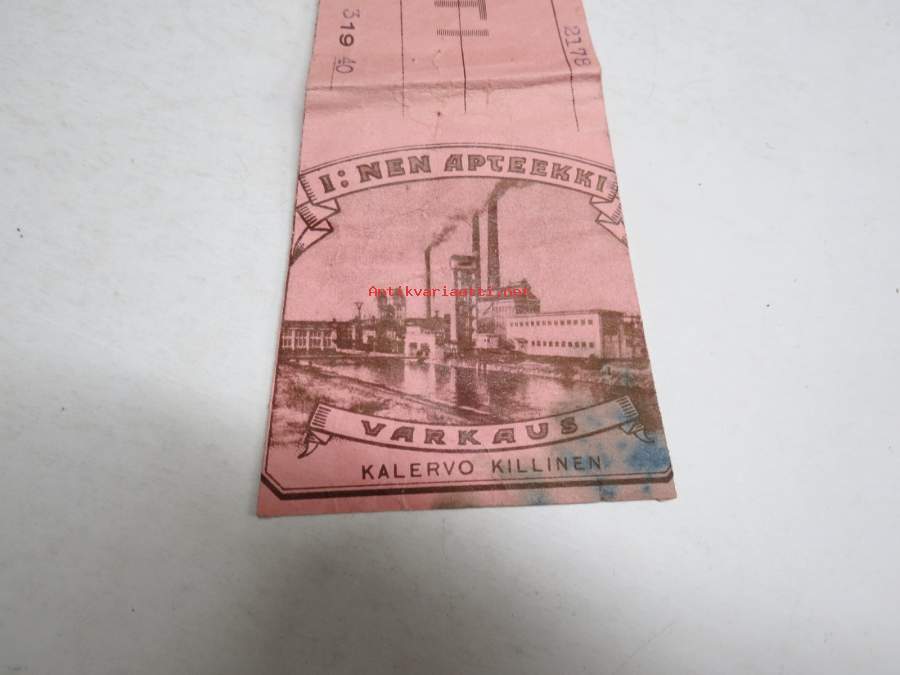 319 40
2178
I:NEN APTEEKKI
Antikvariaatti.net
VARKAUS
KALERVO KILLINEN